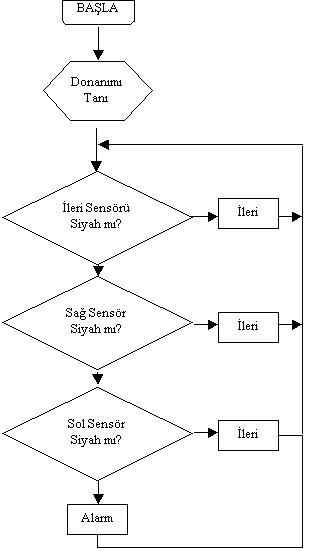 BAŞLA
Donanımı
Tanı
İleri Sensörü
Siyah mı?
İleri
Sağ Sensör
Siyah mı?
İleri
Sol Sensör
Siyah mı?
İleri
Alarm